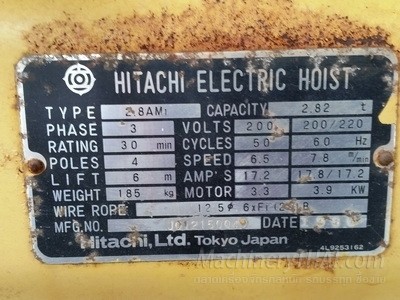 HITACHI ELECTRIC HOIST
TYPE 2.8AM1 CAPACITY 2.82 t
PHASE 3 VOLTS 200 200/220
RATING 30 min CYCLES 50 60 Hz
POLES 4 SPEED 6.5 7.8 m/min
LIFT 6 m AMP'S 17.2 17.8/17.2
WEIGHT 185 kg MOTOR 3.3 3.9 KW
WIRE ROPE 12.5φ
MFG.NO. DATE
Hitachi, Ltd. Tokyo Japan
4L9253162